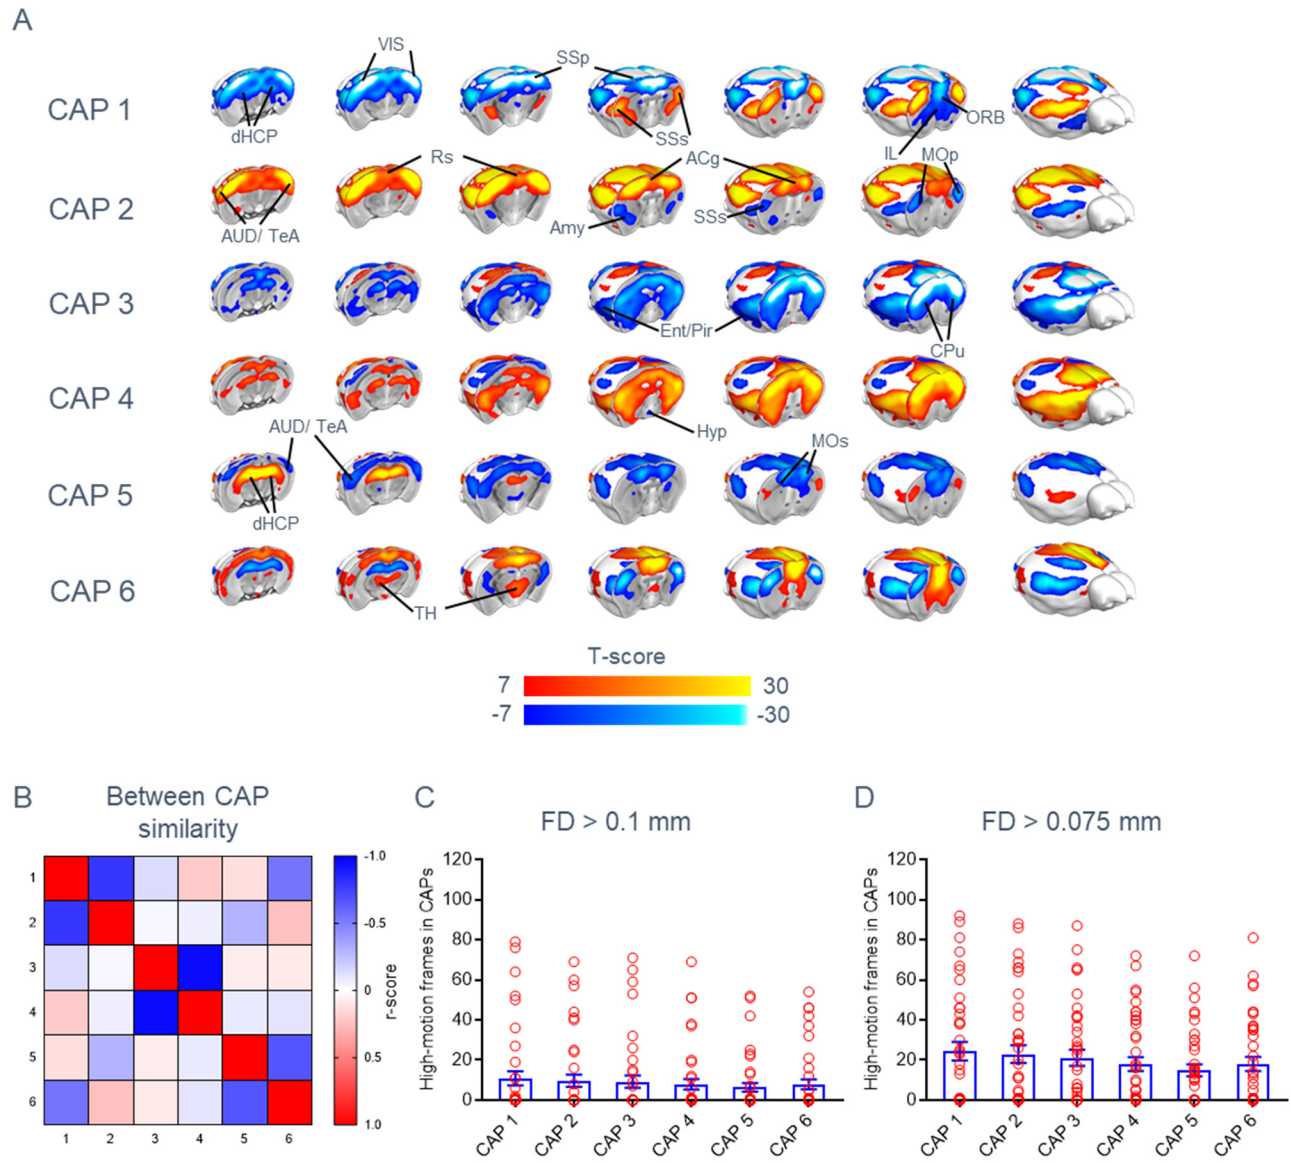 A
VIS
SSp
CAP 1
dHCP
SSs
IL
ORB
MOp
Rs
ACg
CAP 2
AUD/ TeA
Amy
SSs
CAP 3
Ent/Pir
CPu
CAP 4
AUD/ TeA
Hyp
MOs
CAP 5
dHCP
CAP 6
TH
T-score
7
30
-7
-30
B
Between CAP
similarity
1
2
3
4
5
6
1
2
3
4
5
6
-1.0
-0.5
0
0.5
1.0
r-score
C
FD > 0.1 mm
High-motion frames in CAPs
120
100
80
60
40
20
0
CAP 1
CAP 2
CAP 3
CAP 4
CAP 5
CAP 6
D
FD > 0.075 mm
High-motion frames in CAPs
120
100
80
60
40
20
0
CAP 1
CAP 2
CAP 3
CAP 4
CAP 5
CAP 6